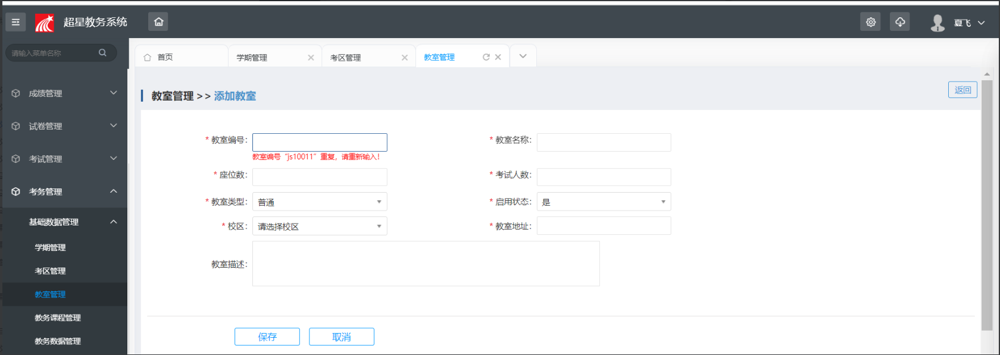 超星教务系统
夏飞
请输入菜单名称
首页
学期管理
考区管理
教室管理
成绩管理
试卷管理
考试管理
考务管理
基础数据管理
学期管理
考区管理
教室管理
教务课程管理
教务数据管理
教室管理 >> 添加教室
返回
* 教室编号：
教室编号“js10011”重复，请重新输入！
* 教室名称：
* 座位数：
* 考试人数：
* 教室类型： 普通
* 启用状态： 是
* 校区： 请选择校区
* 教室地址：
教室描述：
保存
取消